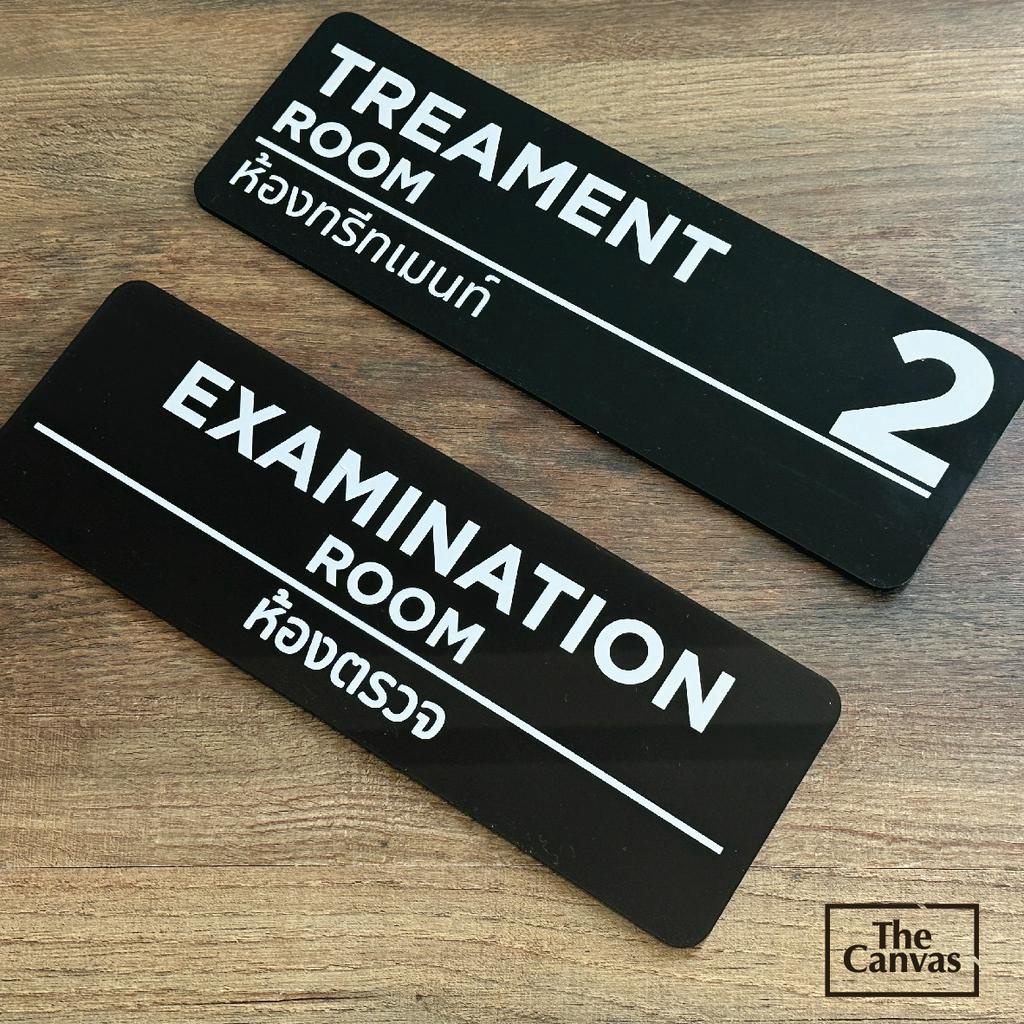 TREAMENT
ROOM
ห้องทรีทเมนท์
2
EXAMINATION
ROOM
ห้องตรวจ
The
Canvas